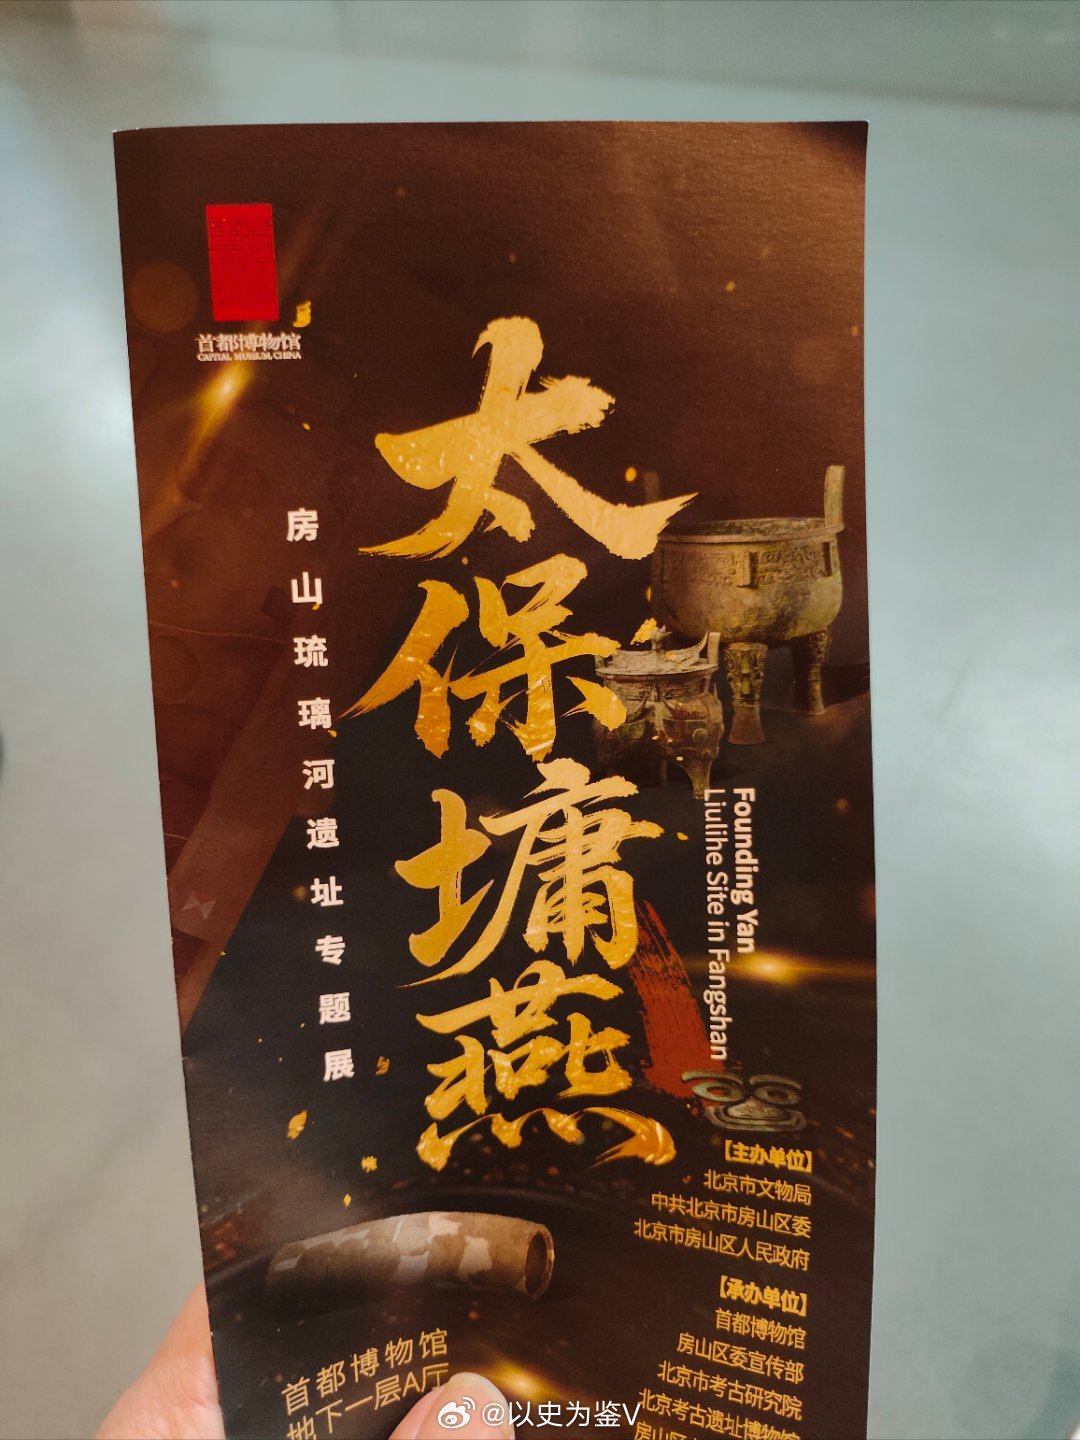 首都博物馆
CAPITAL MUSEUM, CHINA
太保墉燕
房山琉璃河遗址专题展
Founding Yan
Liulihe Site in Fangshan
【主办单位】
北京市文物局
中共北京市房山区委
北京市房山区人民政府
【承办单位】
首都博物馆
房山区委宣传部
北京市考古研究院
北京考古遗址博物馆
房山区
首都博物馆
地下一层A厅
@以史为鉴V